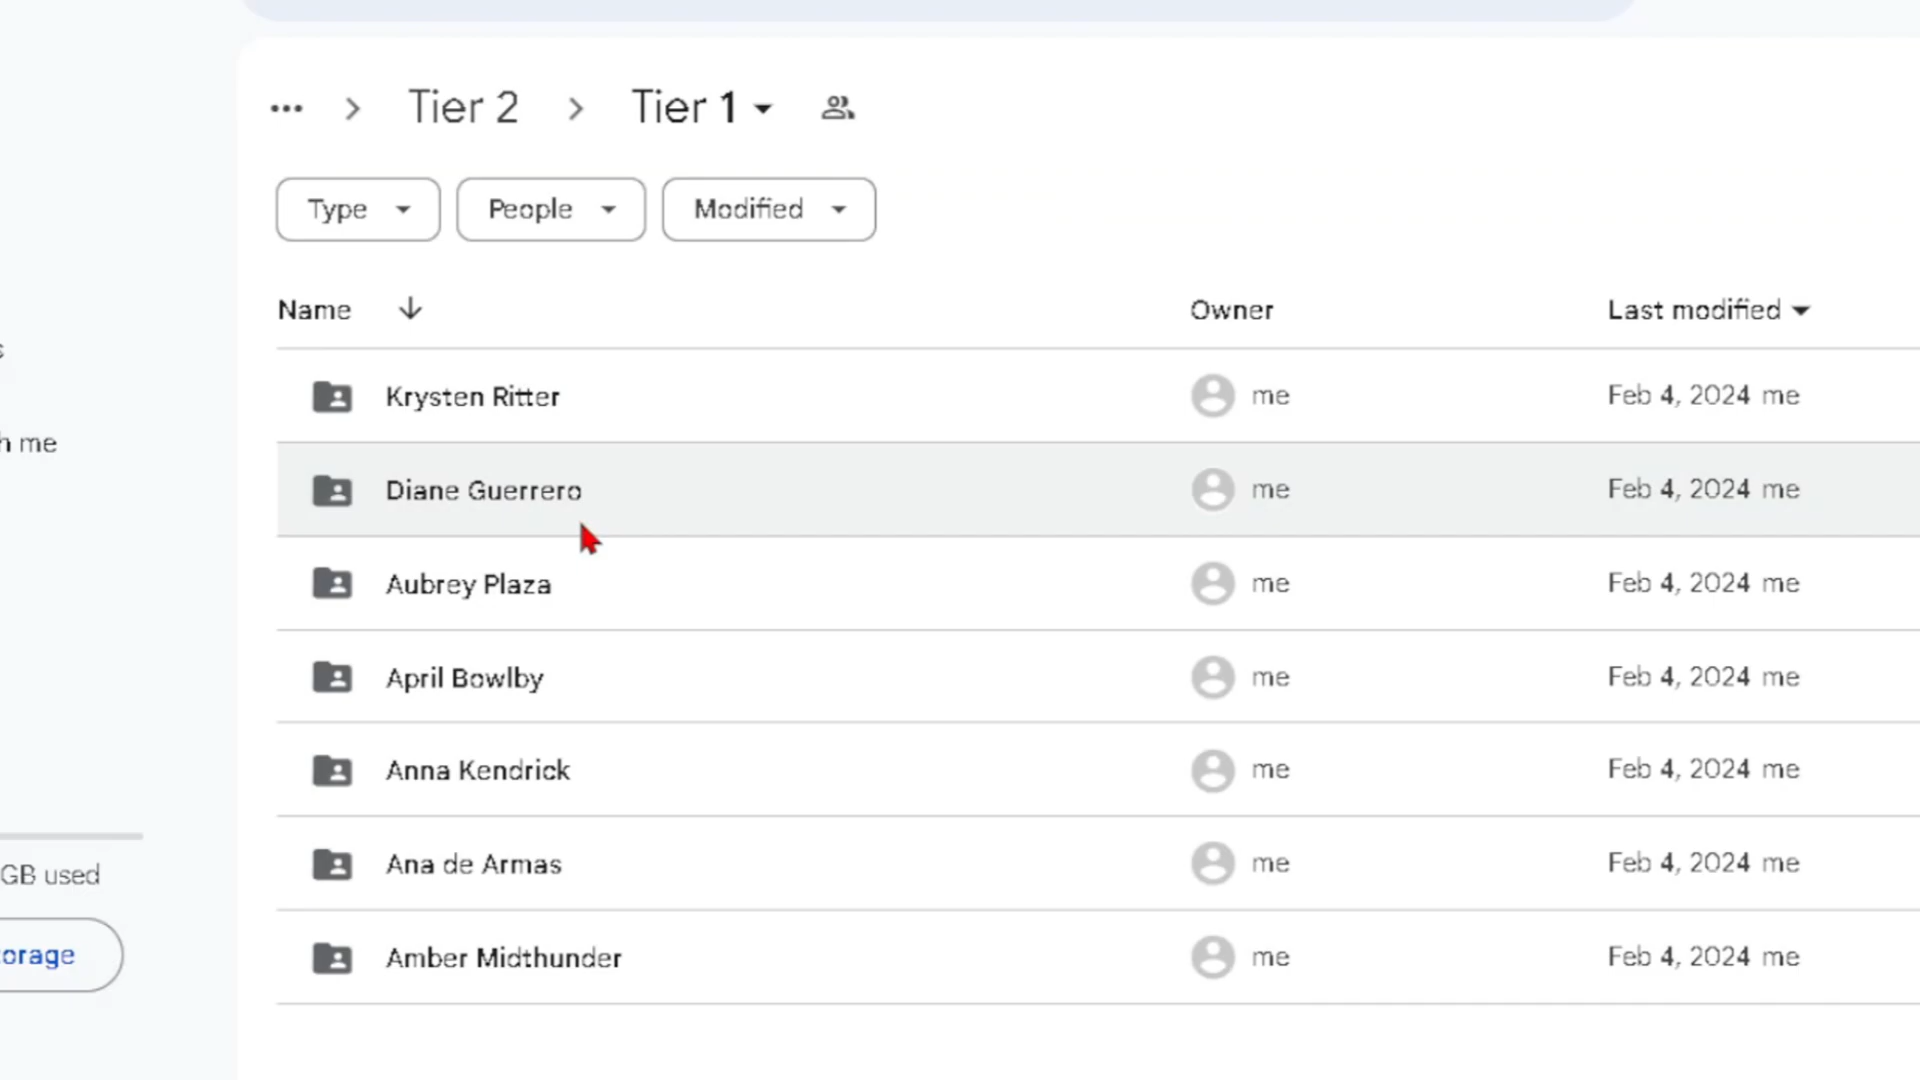 ... > Tier 2 > Tier 1
Type People Modified
Name Owner Last modified
Krysten Ritter me Feb 4, 2024 me
Diane Guerrero me Feb 4, 2024 me
h me
Aubrey Plaza me Feb 4, 2024 me
April Bowlby me Feb 4, 2024 me
Anna Kendrick me Feb 4, 2024 me
Ana de Armas me Feb 4, 2024 me
GB used
Amber Midthunder me Feb 4, 2024 me
orage